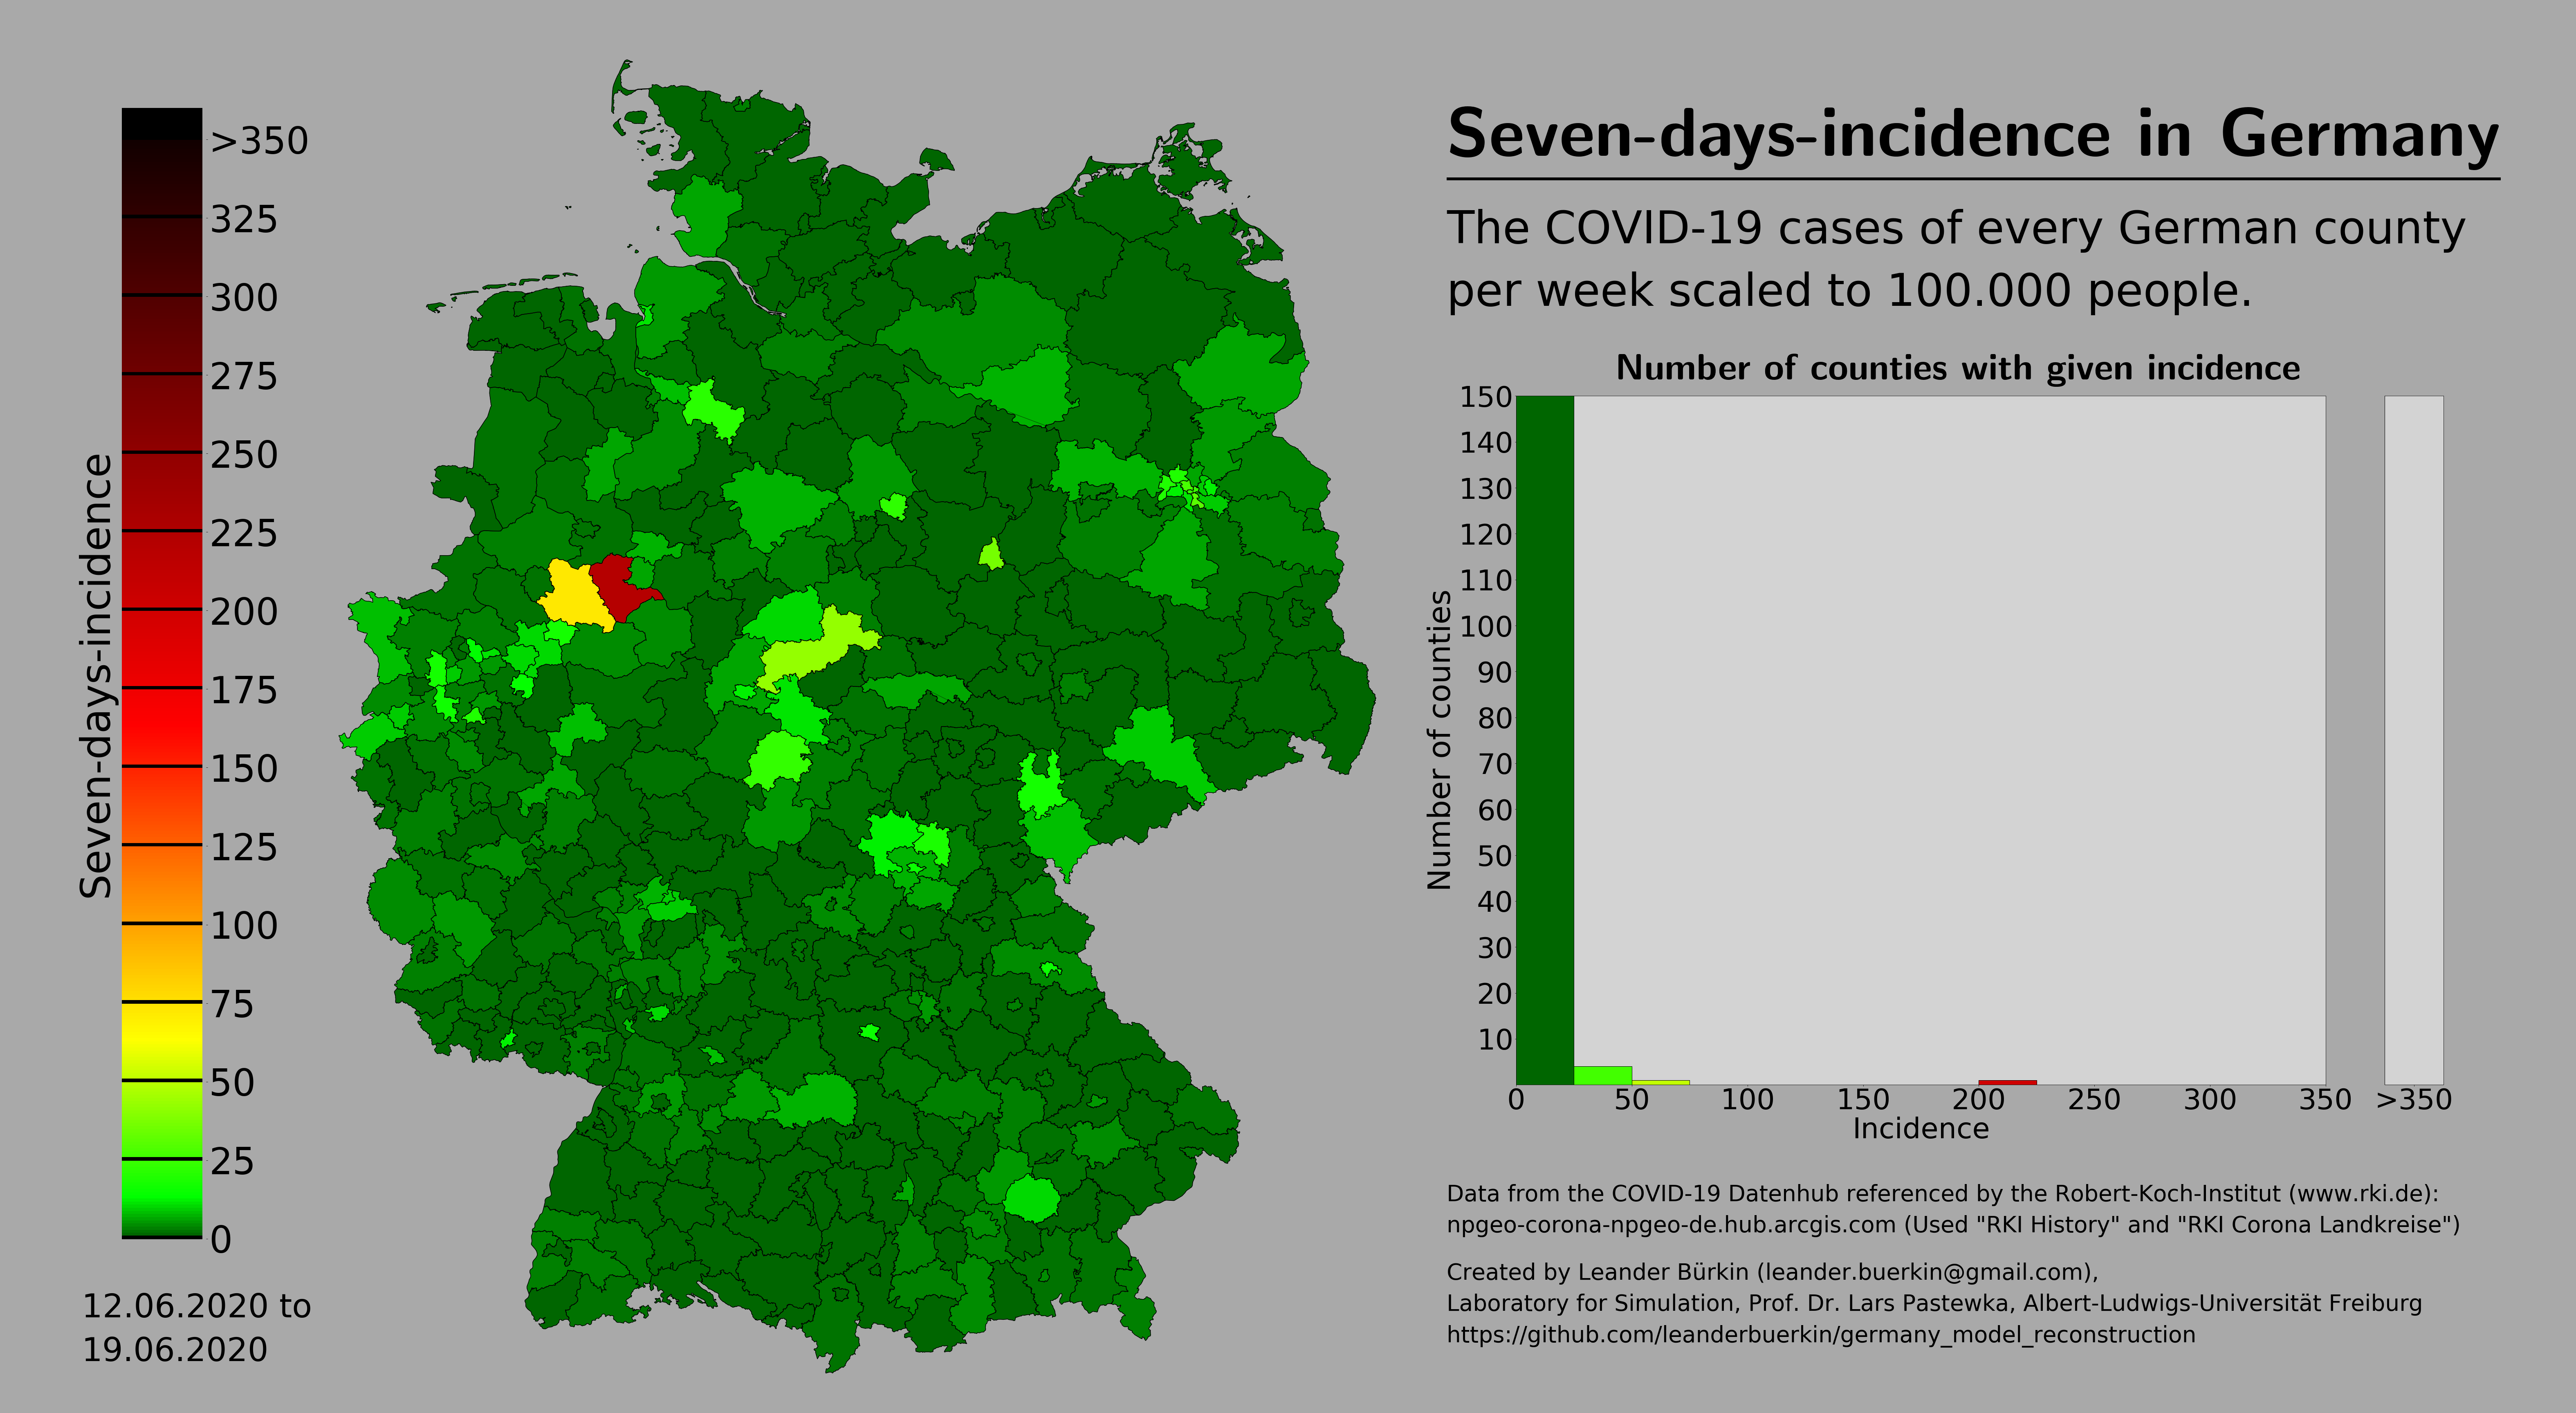 Seven-days-incidence in Germany
The COVID-19 cases of every German county
per week scaled to 100.000 people.
Seven-days-incidence
>350
325
300
275
250
225
200
175
150
125
100
75
50
25
0
12.06.2020 to
19.06.2020
Number of counties with given incidence
Number of counties
150
140
130
120
110
100
90
80
70
60
50
40
30
20
10
0 50 100 150 200 250 300 350 >350
Incidence
Data from the COVID-19 Datenhub referenced by the Robert-Koch-Institut (www.rki.de):
npgeo-corona-npgeo-de.hub.arcgis.com (Used "RKI History" and "RKI Corona Landkreise")
Created by Leander Bürkin (leander.buerkin@gmail.com),
Laboratory for Simulation, Prof. Dr. Lars Pastewka, Albert-Ludwigs-Universität Freiburg
https://github.com/leanderbuerkin/germany_model_reconstruction